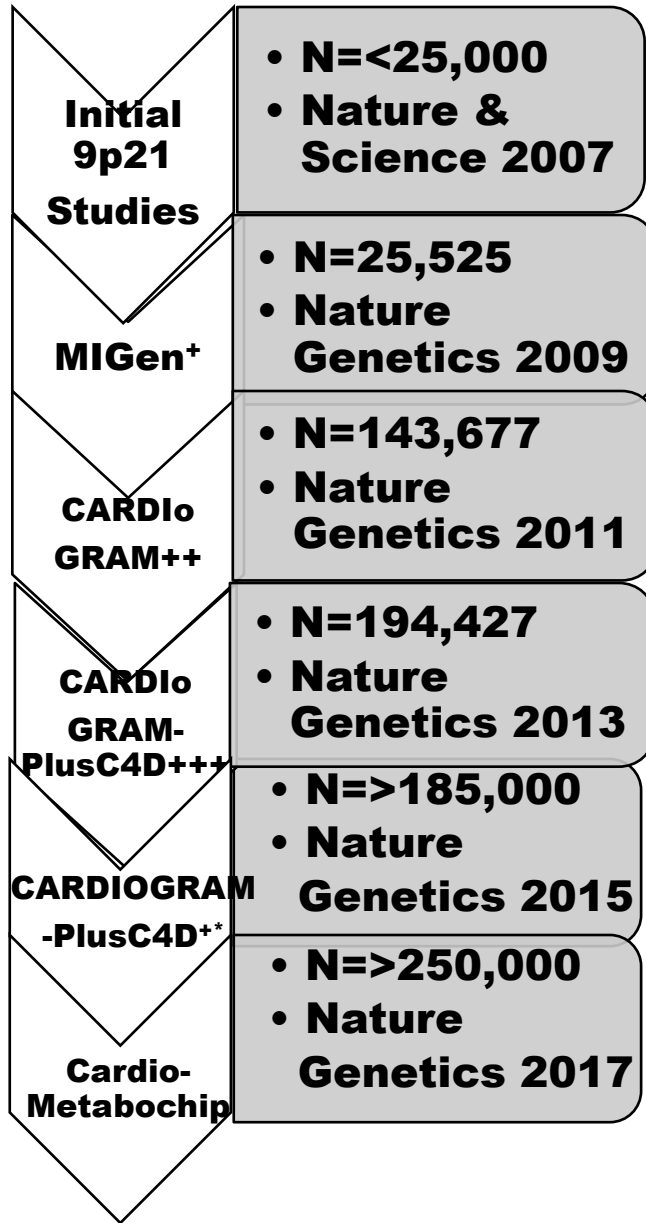 Initial
9p21
Studies
• N=<25,000
• Nature &
Science 2007
MIGen⁺
• N=25,525
• Nature
Genetics 2009
CARDIo
GRAM++
• N=143,677
• Nature
Genetics 2011
CARDIo
GRAM-
PlusC4D+++
• N=194,427
• Nature
Genetics 2013
CARDIOGRAM
-PlusC4D⁺*
• N=>185,000
• Nature
Genetics 2015
Cardio-
Metabochip
• N=>250,000
• Nature
Genetics 2017